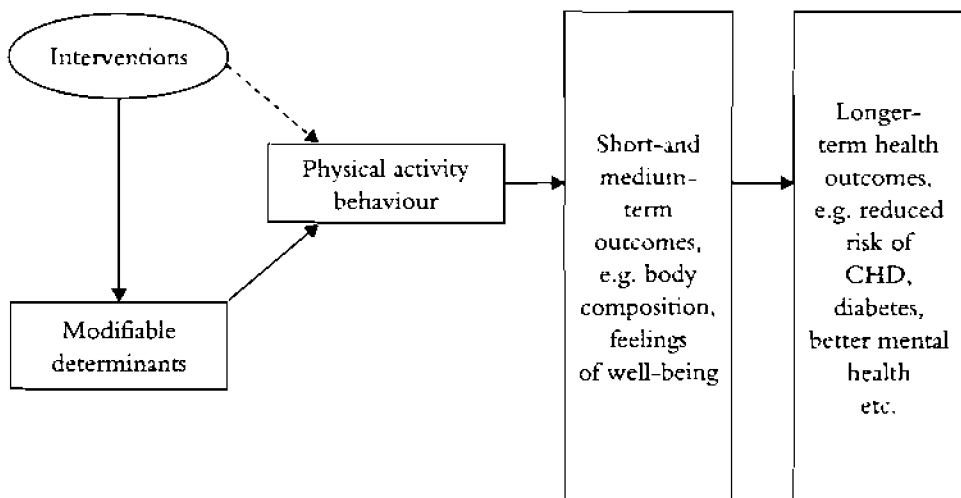 Interventions
Physical activity
behaviour
Modifiable
determinants
Short-and
medium-
term
outcomes,
e.g. body
composition,
feelings
of well-being
Longer-
term health
outcomes,
e.g. reduced
risk of
CHD,
diabetes,
better mental
health
etc.